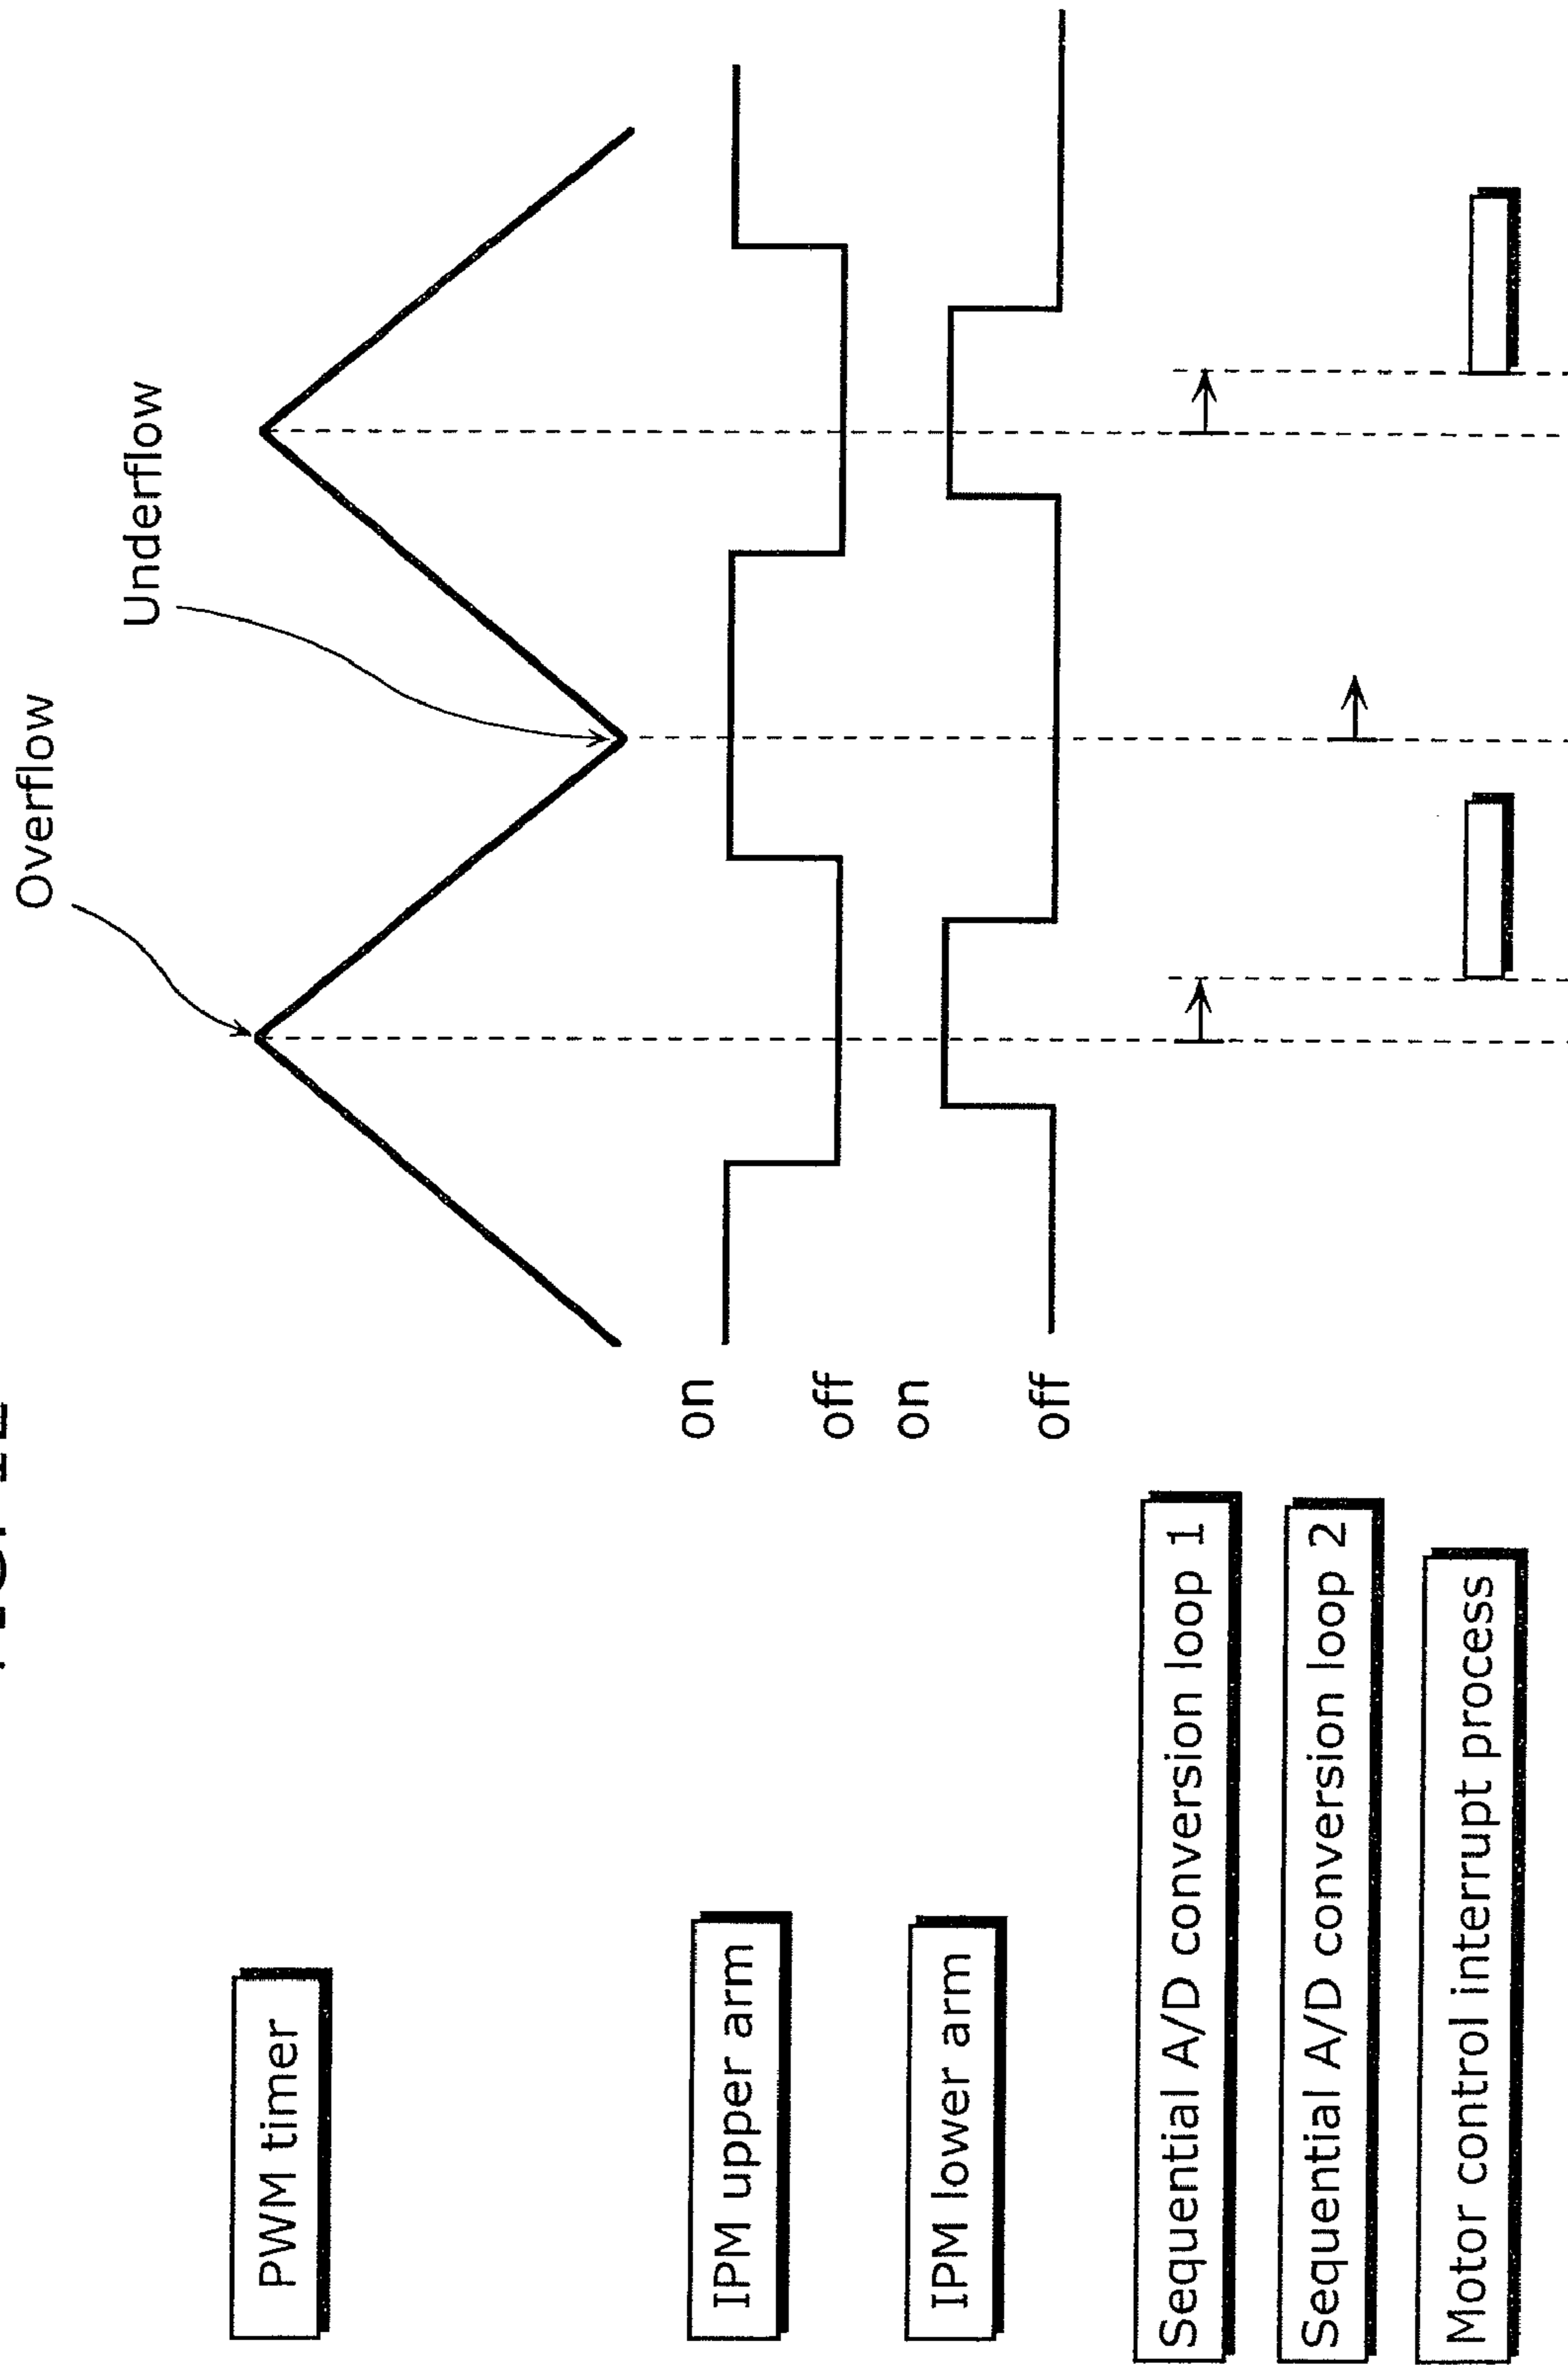 Overflow
Underflow
PWM timer
on
IPM upper arm
off
on
IPM lower arm
off
Sequential A/D conversion loop 1
Sequential A/D conversion loop 2
Motor control interrupt process